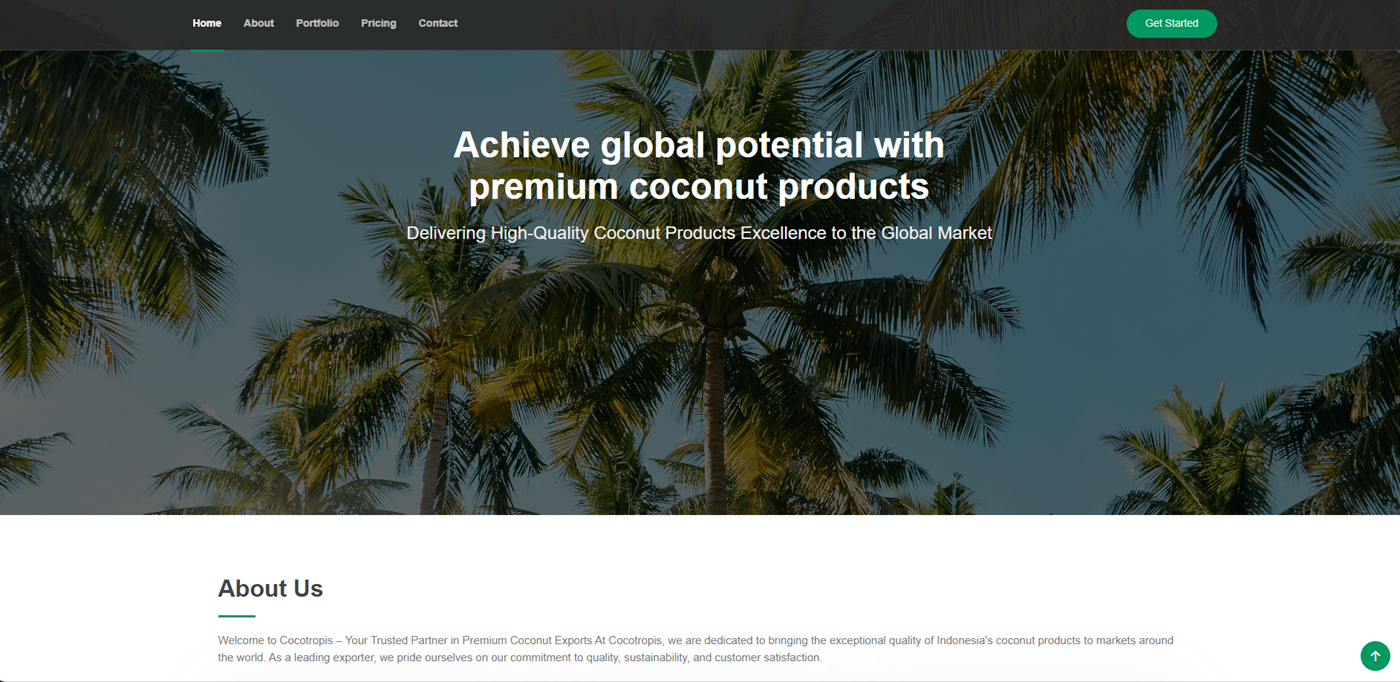 Home About Portfolio Pricing Contact Get Started
Achieve global potential with
premium coconut products
Delivering High-Quality Coconut Products Excellence to the Global Market
About Us
Welcome to Cocotropis – Your Trusted Partner in Premium Coconut Exports At Cocotropis, we are dedicated to bringing the exceptional quality of Indonesia's coconut products to markets around
the world. As a leading exporter, we pride ourselves on our commitment to quality, sustainability, and customer satisfaction.